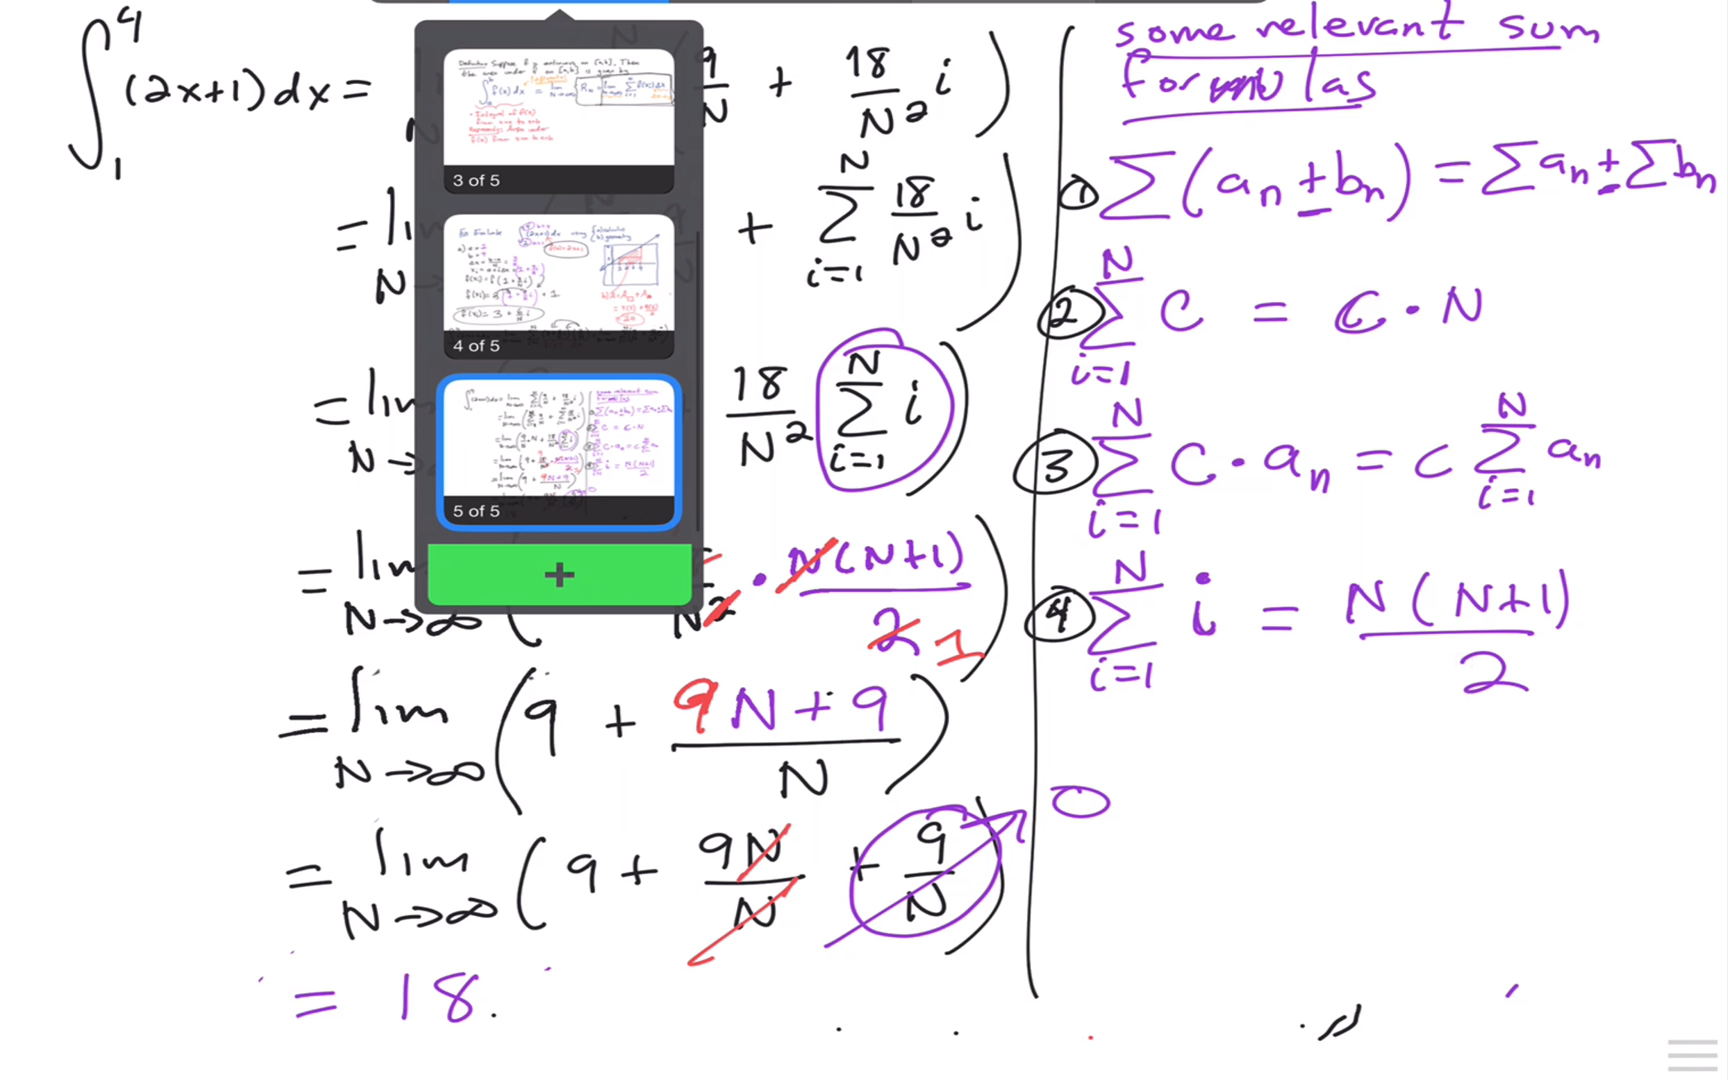 ∫₁⁴ (2x+1) dx =
9/N + 18/N² i )
= lim N→ + Σ_{i=1}^{N} 18/N² i )
= lim N→ 18/N² Σ_{i=1}^{N} i )
= lim N→∞ ( N² · N(N+1)/2 1 )
= lim N→∞ ( 9 + 9N+9/N )
= lim N→∞ ( 9 + 9N/N + 9/N ) 0
= 18.
some relevant sum
formulas
① Σ(aₙ ± bₙ) = Σaₙ ± Σbₙ
② Σ_{i=1}^{N} C = C · N
③ Σ_{i=1}^{N} C · aₙ = c Σ_{i=1}^{N} aₙ
④ Σ_{i=1}^{N} i = N(N+1)/2
3 of 5
4 of 5
5 of 5
+